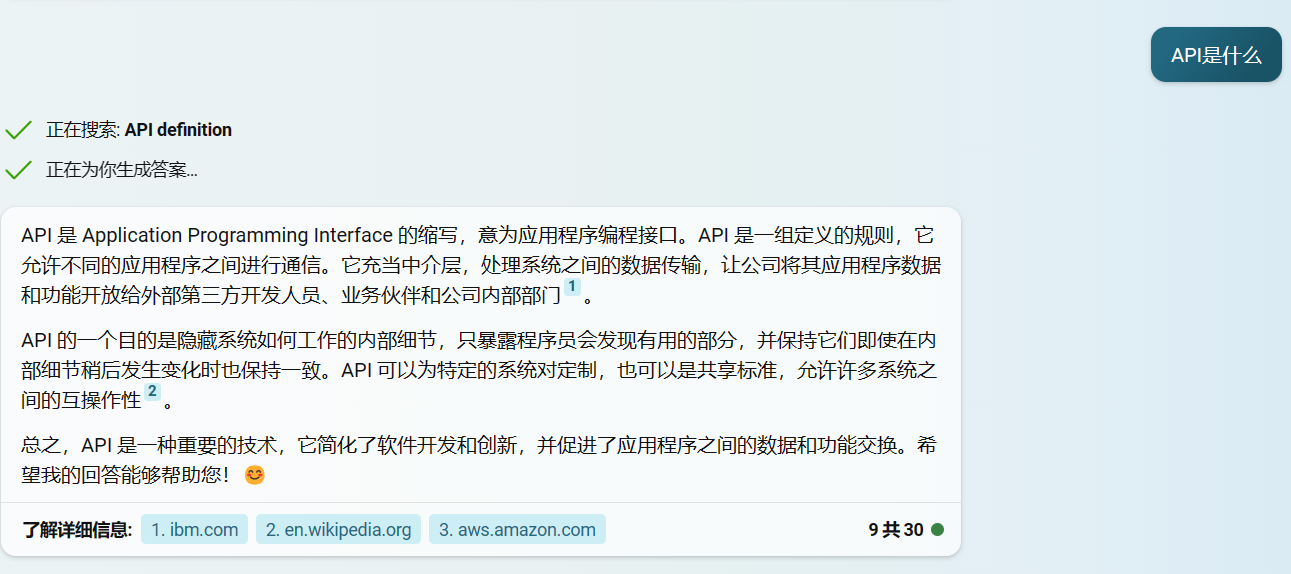 API是什么
正在搜索: API definition
正在为你生成答案...
API 是 Application Programming Interface 的缩写，意为应用程序编程接口。API 是一组定义的规则，它
允许不同的应用程序之间进行通信。它充当中介层，处理系统之间的数据传输，让公司将其应用程序数据
和功能开放给外部第三方开发人员、业务伙伴和公司内部部门 1 。
API 的一个目的是隐藏系统如何工作的内部细节，只暴露程序员会发现有用的部分，并保持它们即使在内
部细节稍后发生变化时也保持一致。API 可以为特定的系统对定制，也可以是共享标准，允许许多系统之
间的互操作性 2 。
总之，API 是一种重要的技术，它简化了软件开发和创新，并促进了应用程序之间的数据和功能交换。希
望我的回答能够帮助您！😊
了解详细信息: 1. ibm.com 2. en.wikipedia.org 3. aws.amazon.com 9 共 30